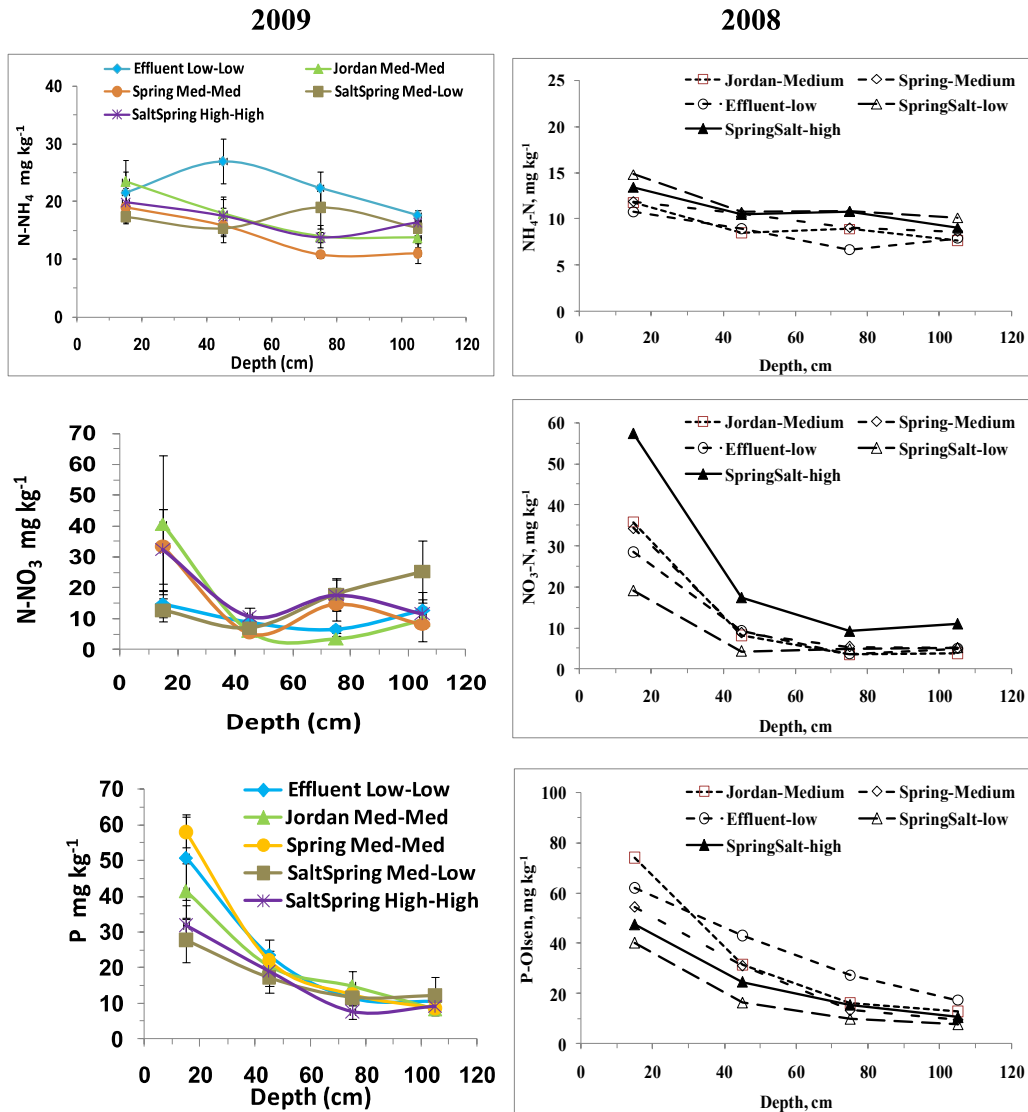 2009
2008
Effluent Low-Low
Jordan Med-Med
Spring Med-Med
SaltSpring Med-Low
SaltSpring High-High
N-NH4 mg kg-1
40
30
20
10
0
0 20 40 60 80 100 120
Depth (cm)
Jordan-Medium
Spring-Medium
Effluent-low
SpringSalt-low
SpringSalt-high
NH4-N, mg kg-1
25
20
15
10
5
0
0 20 40 60 80 100 120
Depth, cm
N-NO3 mg kg-1
70
60
50
40
30
20
10
0
0 20 40 60 80 100 120
Depth (cm)
Jordan-Medium
Spring-Medium
Effluent-low
SpringSalt-low
SpringSalt-high
NO3-N, mg kg-1
60
50
40
30
20
10
0
0 20 40 60 80 100 120
Depth, cm
Effluent Low-Low
Jordan Med-Med
Spring Med-Med
SaltSpring Med-Low
SaltSpring High-High
P mg kg-1
70
60
50
40
30
20
10
0
0 20 40 60 80 100 120
Depth (cm)
Jordan-Medium
Spring-Medium
Effluent-low
SpringSalt-low
SpringSalt-high
P-Olsen, mg kg-1
100
80
60
40
20
0
0 20 40 60 80 100 120
Depth, cm